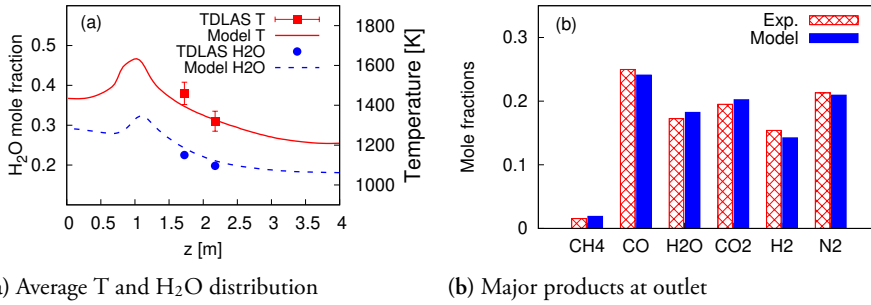 (a)
TDLAS T
Model T
TDLAS H2O
Model H2O
H₂O mole fraction
0.5
0.4
0.3
0.2
1800
1600
1400
1200
1000
Temperature [K]
0 0.5 1 1.5 2 2.5 3 3.5 4
z [m]
(b)
Exp.
Model
Mole fractions
0.3
0.2
0.1
0
CH4 CO H2O CO2 H2 N2
) Average T and H₂O distribution
(b) Major products at outlet